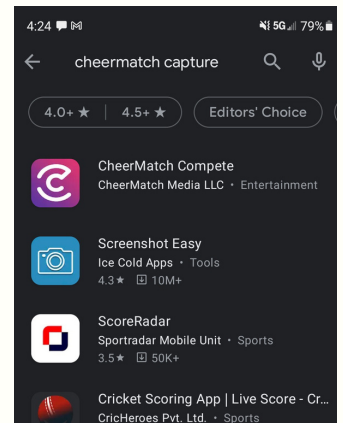 4:24 5G 79%
cheermatch capture
4.0+ ★ 4.5+ ★ Editors' Choice
CheerMatch Compete
CheerMatch Media LLC • Entertainment
Screenshot Easy
Ice Cold Apps • Tools
4.3★ 10M+
ScoreRadar
Sportradar Mobile Unit • Sports
3.5★ 50K+
Cricket Scoring App | Live Score - Cr...
CricHeroes Pvt. Ltd. • Sports